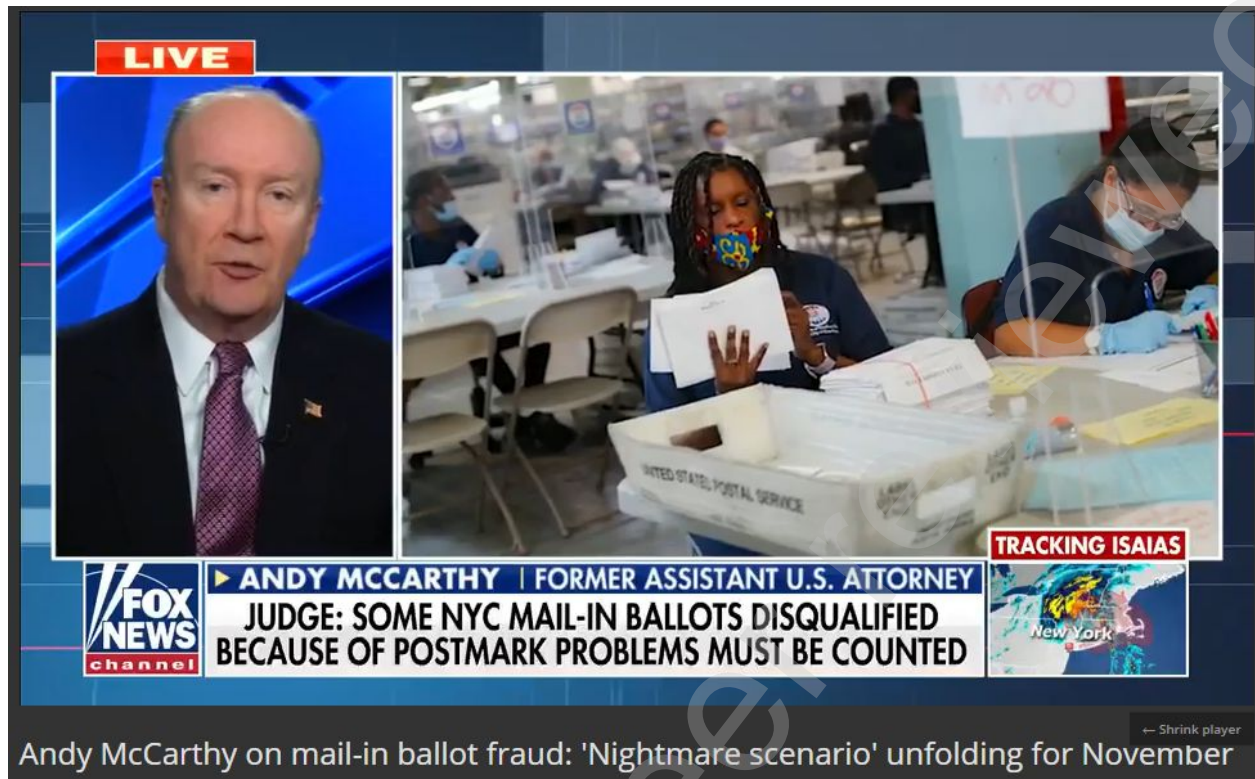 LIVE
UNITED STATES POSTAL SERVICE
TRACKING ISAIAS
FOX
NEWS
channel
ANDY MCCARTHY | FORMER ASSISTANT U.S. ATTORNEY
JUDGE: SOME NYC MAIL-IN BALLOTS DISQUALIFIED
BECAUSE OF POSTMARK PROBLEMS MUST BE COUNTED
New York
← Shrink player
Andy McCarthy on mail-in ballot fraud: 'Nightmare scenario' unfolding for November